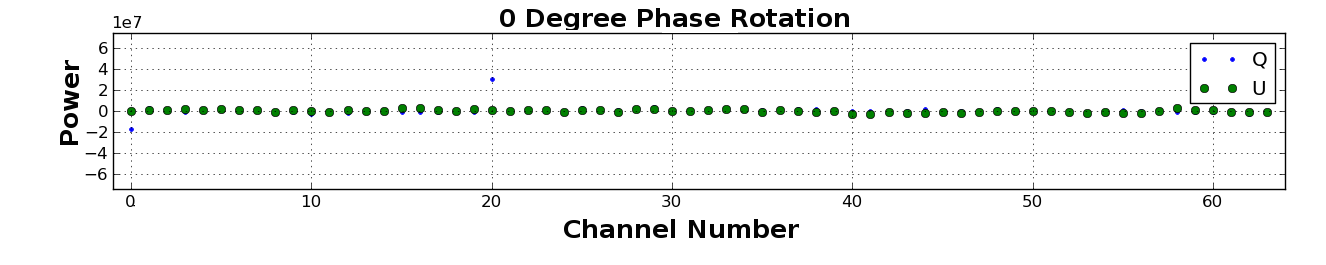 0 Degree Phase Rotation
1e7
6
4
2
0
−2
−4
−6
Power
Q
U
0 10 20 30 40 50 60
Channel Number